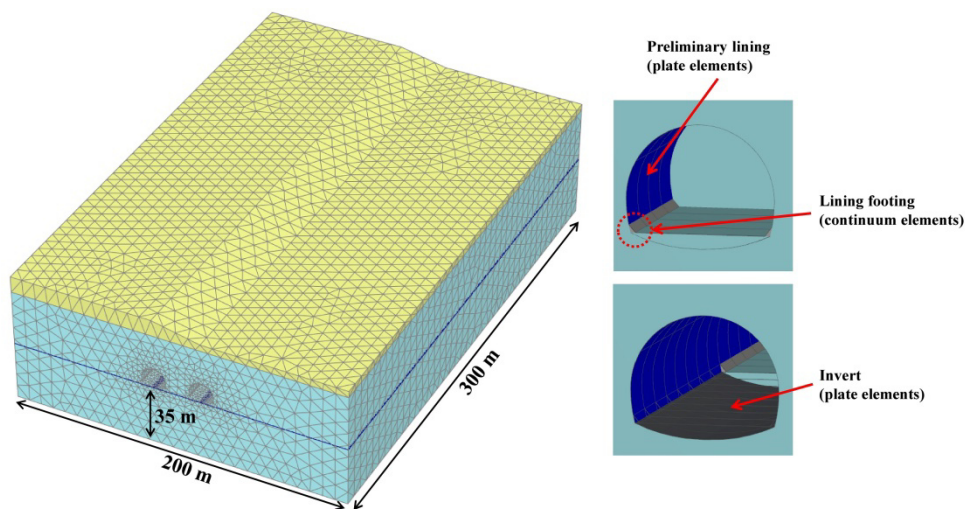 Preliminary lining
(plate elements)
Lining footing
(continuum elements)
35 m
300 m
200 m
Invert
(plate elements)